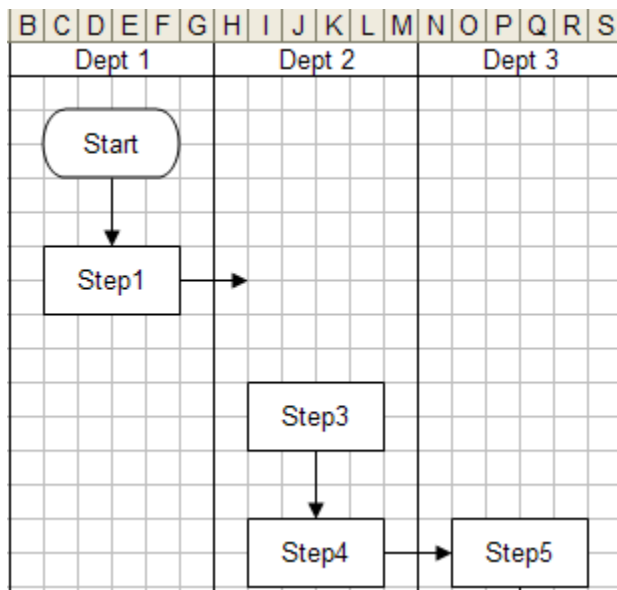 B C D E F G H I J K L M N O P Q R S
Dept 1 Dept 2 Dept 3
Start
Step1
Step3
Step4 Step5